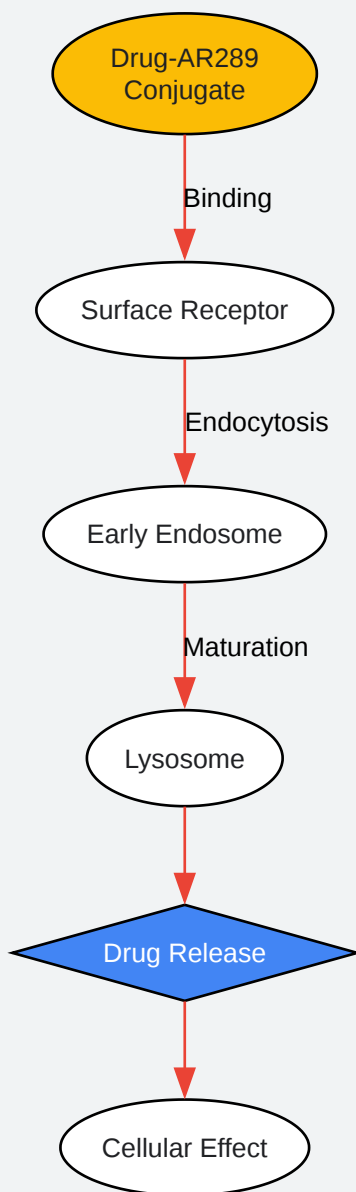 Drug-AR289
Conjugate
Binding
Surface Receptor
Endocytosis
Early Endosome
Maturation
Lysosome
Drug Release
Cellular Effect